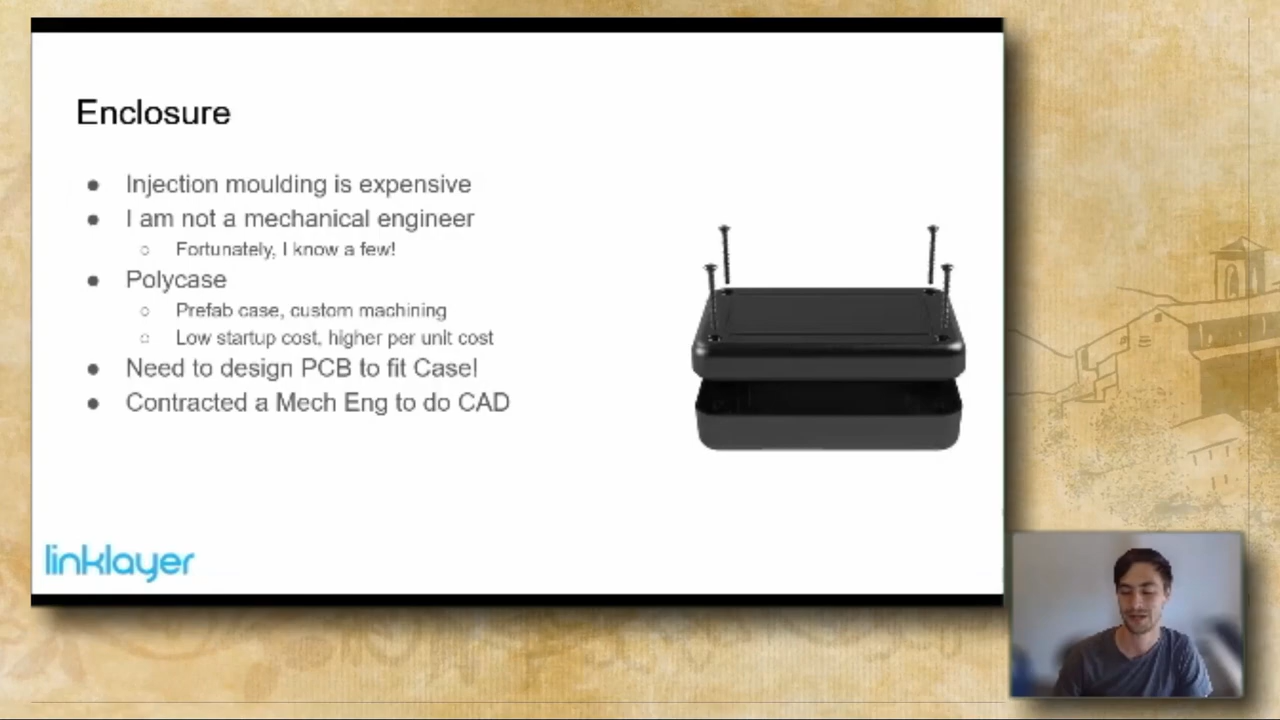 Enclosure
● Injection moulding is expensive
● I am not a mechanical engineer
○ Fortunately, I know a few!
● Polycase
○ Prefab case, custom machining
○ Low startup cost, higher per unit cost
● Need to design PCB to fit Case!
● Contracted a Mech Eng to do CAD
linklayer